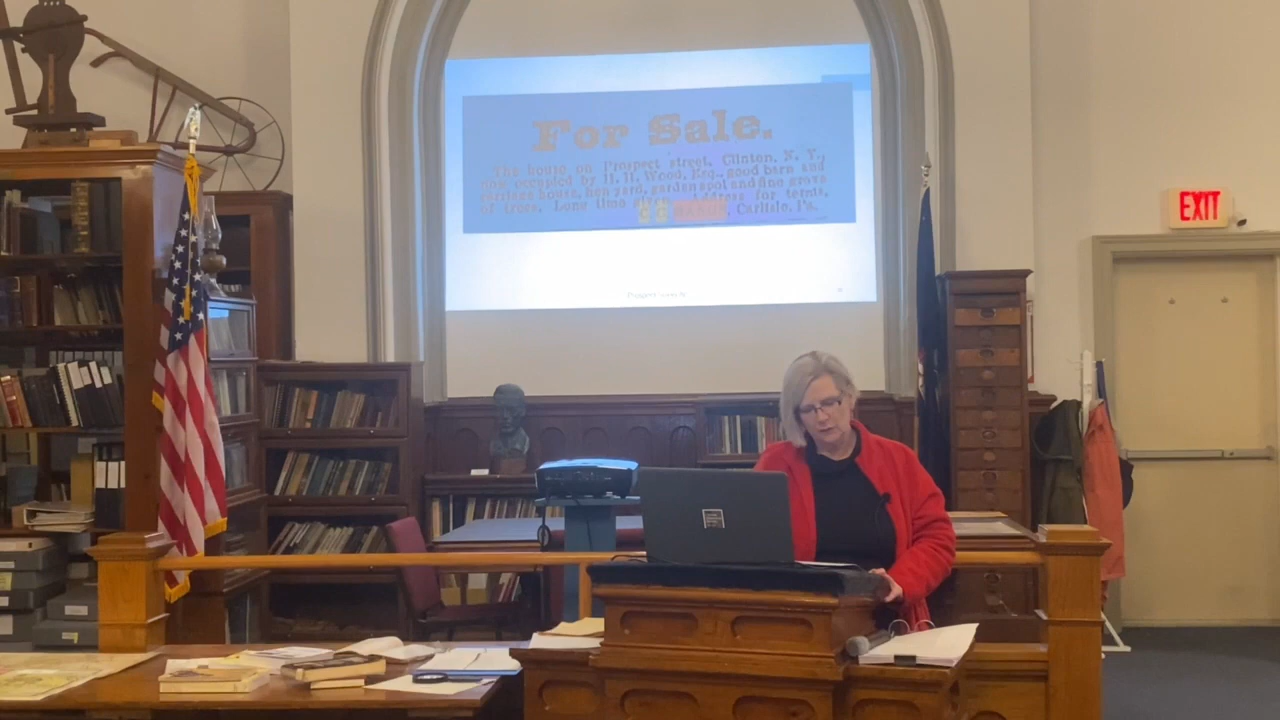 For Sale.
The house on Prospect street, Clinton, N. Y.,
now occupied by H. H. Wood, Esq., good barn and
carriage house, hen yard, garden spot and fine grove
of trees. Long time address for terms,
Carlisle, Pa.
EXIT